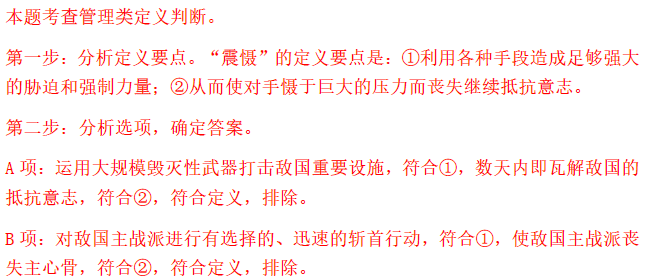 本题考查管理类定义判断。
第一步：分析定义要点。“震慑”的定义要点是：①利用各种手段造成足够强大
的胁迫和强制力量；②从而使对手慑于巨大的压力而丧失继续抵抗意志。
第二步：分析选项，确定答案。
A 项：运用大规模毁灭性武器打击敌国重要设施，符合①，数天内即瓦解敌国的
抵抗意志，符合②，符合定义，排除。
B 项：对敌国主战派进行有选择的、迅速的斩首行动，符合①，使敌国主战派丧
失主心骨，符合②，符合定义，排除。